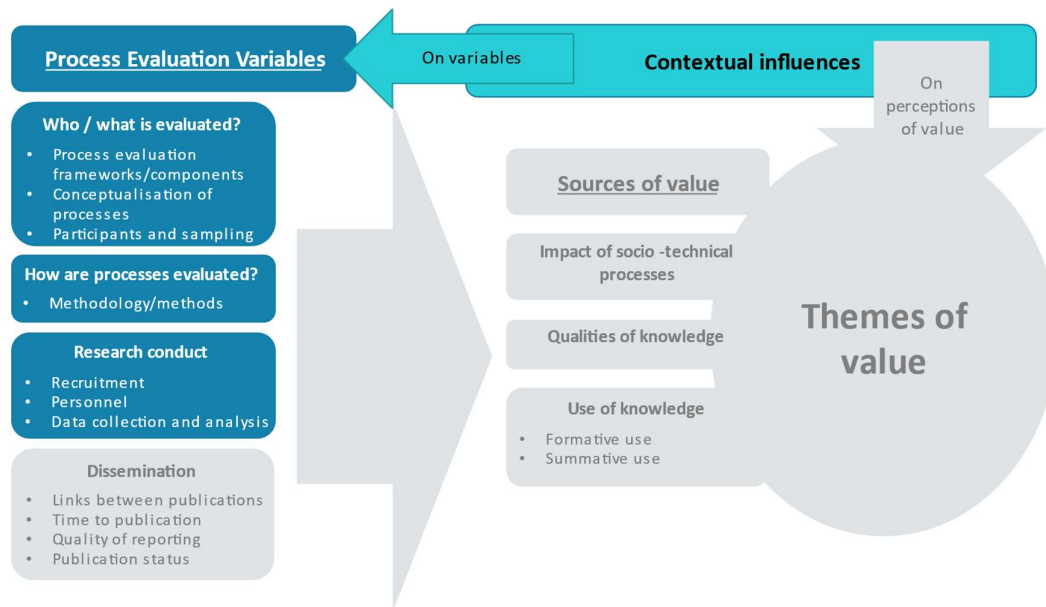 Process Evaluation Variables
On variables
Contextual influences
On
perceptions
of value
Who / what is evaluated?
• Process evaluation
frameworks/components
• Conceptualisation of
processes
• Participants and sampling
How are processes evaluated?
• Methodology/methods
Research conduct
• Recruitment
• Personnel
• Data collection and analysis
Dissemination
• Links between publications
• Time to publication
• Quality of reporting
• Publication status
Sources of value
Impact of socio -technical
processes
Qualities of knowledge
Use of knowledge
• Formative use
• Summative use
Themes of
value